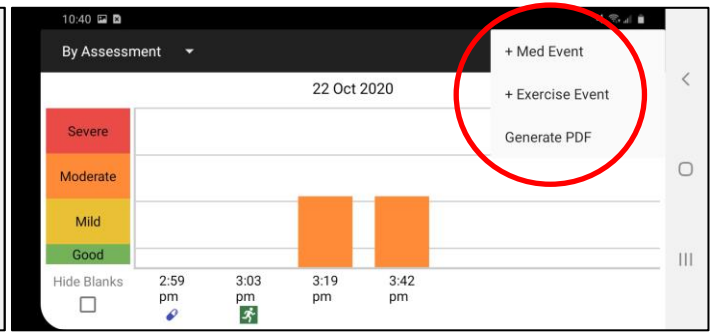 10:40
By Assessment
+ Med Event
22 Oct 2020
+ Exercise Event
Generate PDF
Severe
Moderate
Mild
Good
Hide Blanks
2:59 pm
3:03 pm
3:19 pm
3:42 pm